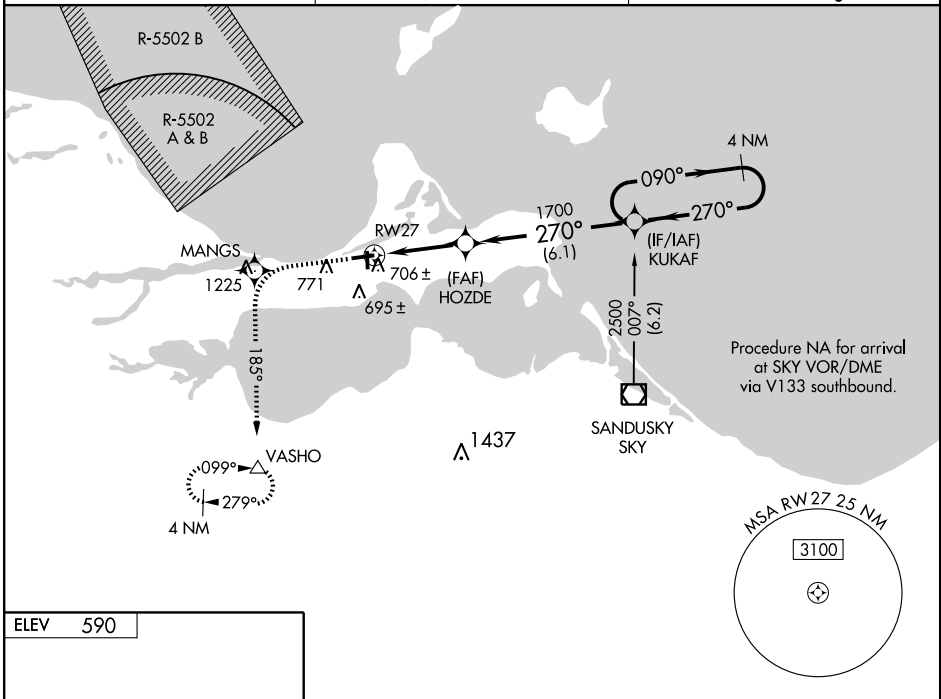 R-5502 B
R-5502
A & B
4 NM
090°
270°
1700
270°
(6.1)
(IF/IAF)
KUKAF
RW27
MANGS
1225
771
706 ±
695 ±
(FAF)
HOZDE
2500
007°
(6.2)
Procedure NA for arrival
at SKY VOR/DME
via V133 southbound.
185°
SANDUSKY
SKY
1437
VASHO
099°
279°
4 NM
MSA RW27 25 NM
3100
ELEV 590